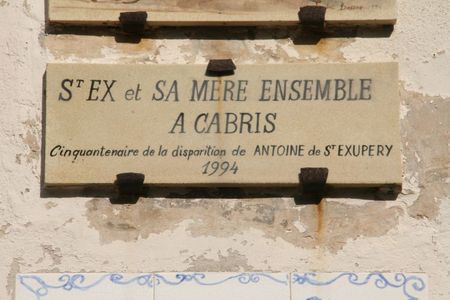 ST EX et SA MERE ENSEMBLE
A CABRIS
Cinquantenaire de la disparition de ANTOINE de ST EXUPERY
1994